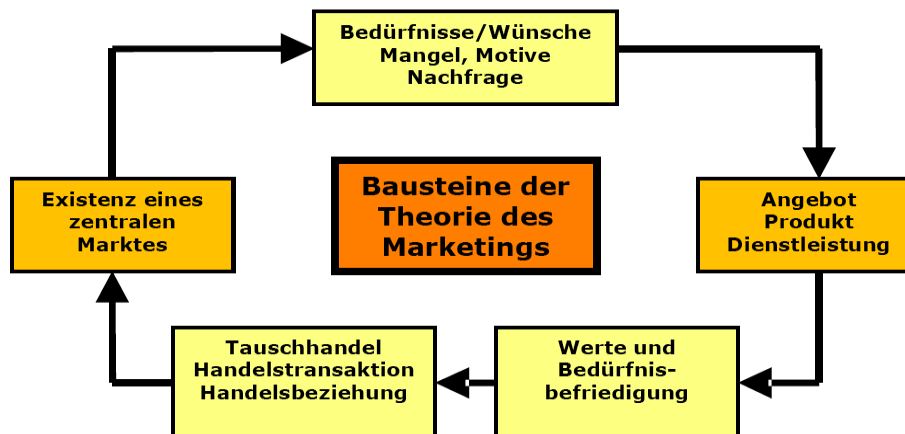 Bedürfnisse/Wünsche
Mangel, Motive
Nachfrage
Existenz eines
zentralen
Marktes
Bausteine der
Theorie des
Marketings
Angebot
Produkt
Dienstleistung
Tauschhandel
Handelstransaktion
Handelsbeziehung
Werte und
Bedürfnis-
befriedigung